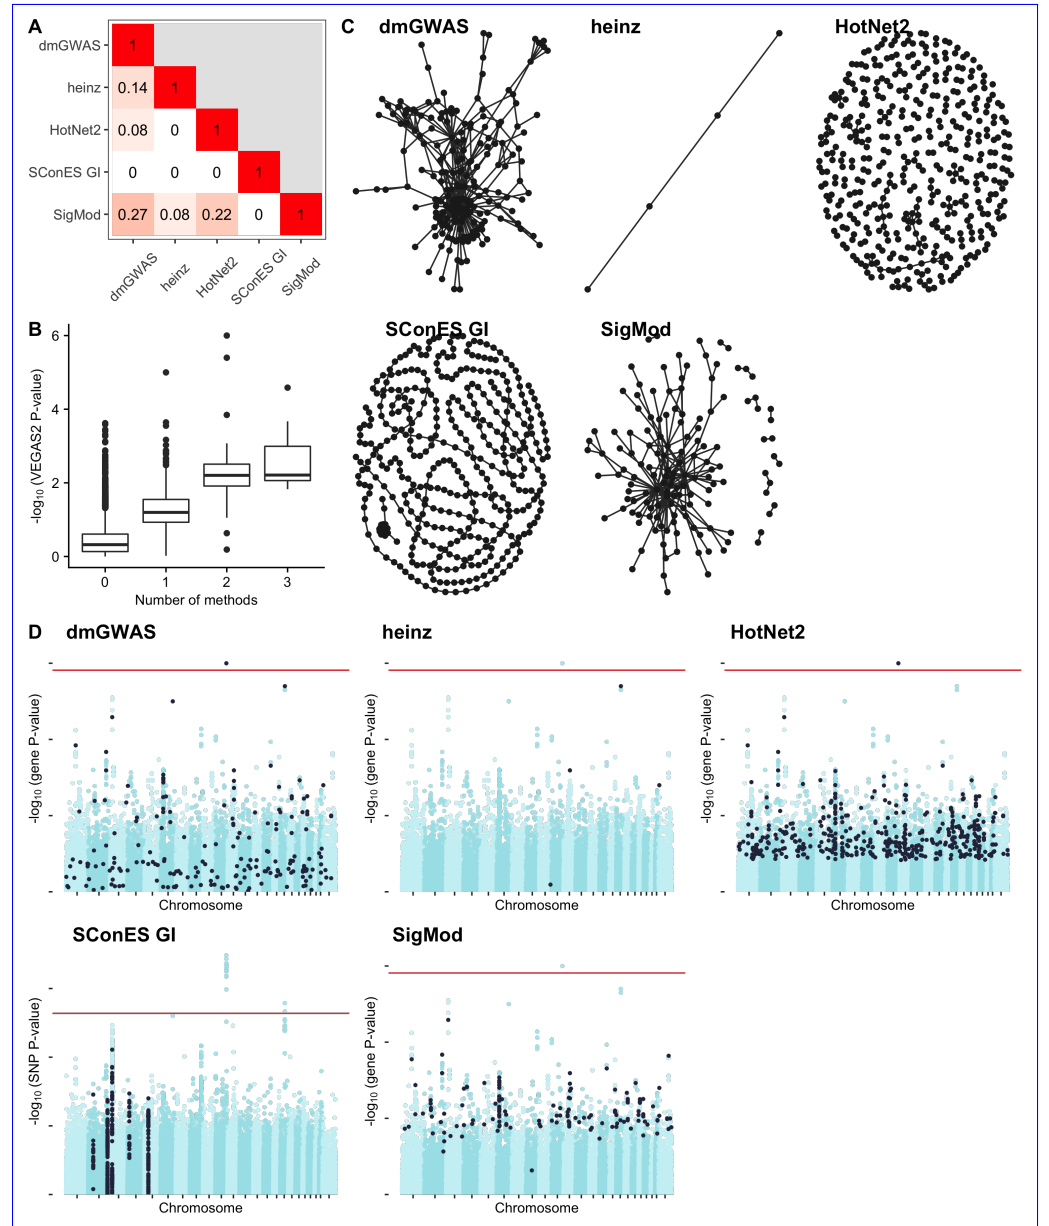 A
dmGWAS
heinz
HotNet2
SConES GI
SigMod
1
0.14 1
0.08 0 1
0 0 0 1
0.27 0.08 0.22 0 1
dmGWAS heinz HotNet2 SConES GI SigMod
C dmGWAS heinz HotNet2
SConES GI SigMod
B
-log10 (VEGAS2 P-value)
6
4
2
0
0 1 2 3
Number of methods
D dmGWAS heinz HotNet2
-log10 (gene P-value) -log10 (gene P-value) -log10 (gene P-value)
Chromosome Chromosome Chromosome
SConES GI SigMod
-log10 (SNP P-value) -log10 (gene P-value)
Chromosome Chromosome